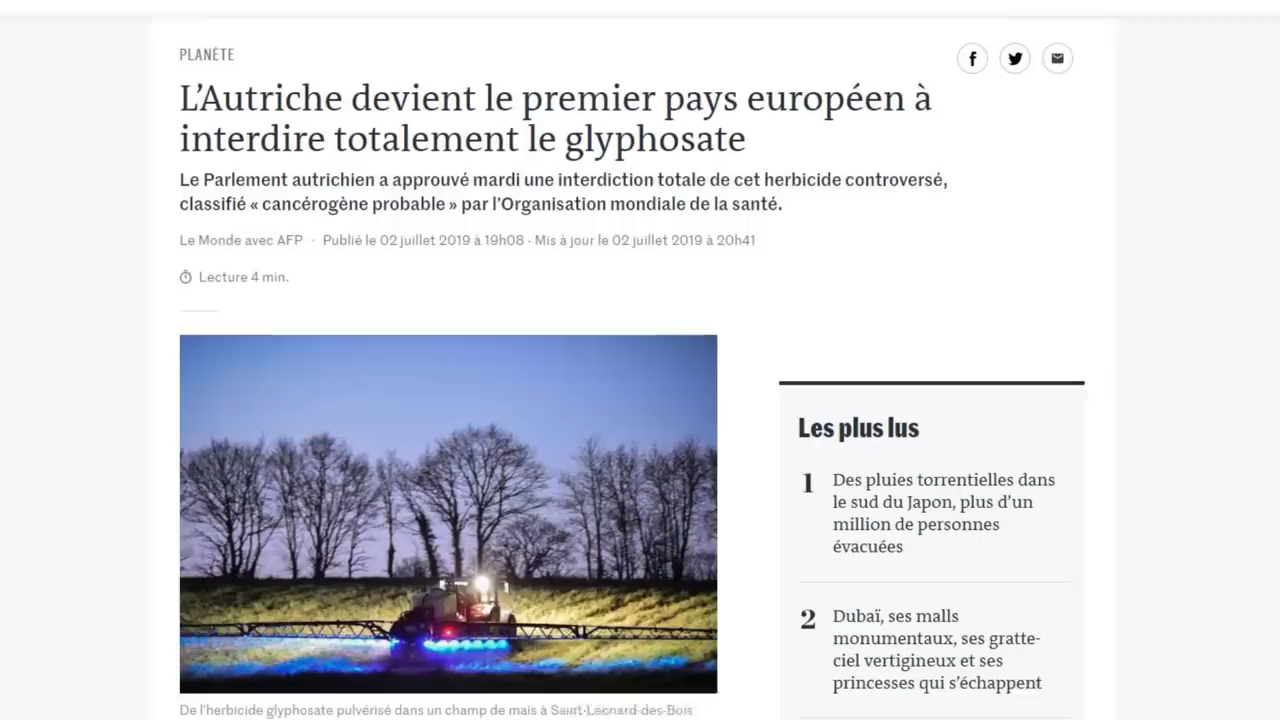 PLANÈTE
L’Autriche devient le premier pays européen à
interdire totalement le glyphosate
Le Parlement autrichien a approuvé mardi une interdiction totale de cet herbicide controversé,
classifié « cancérogène probable » par l’Organisation mondiale de la santé.
Le Monde avec AFP · Publié le 02 juillet 2019 à 19h08 - Mis à jour le 02 juillet 2019 à 20h41
Lecture 4 min.
De l’herbicide glyphosate pulvérisé dans un champ de maïs à Saint-Leonard-des-Bois
Les plus lus
1 Des pluies torrentielles dans
le sud du Japon, plus d’un
million de personnes
évacuées
2 Dubaï, ses malls
monumentaux, ses gratte-
ciel vertigineux et ses
princesses qui s’échappent